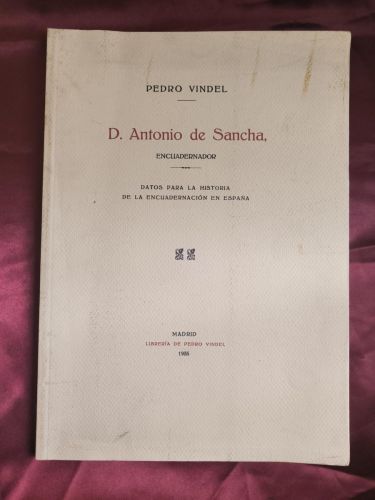 PEDRO VINDEL
D. Antonio de Sancha,
ENCUADERNADOR
DATOS PARA LA HISTORIA
DE LA ENCUADERNACIÓN EN ESPAÑA
MADRID
LIBRERÍA DE PEDRO VINDEL
1935